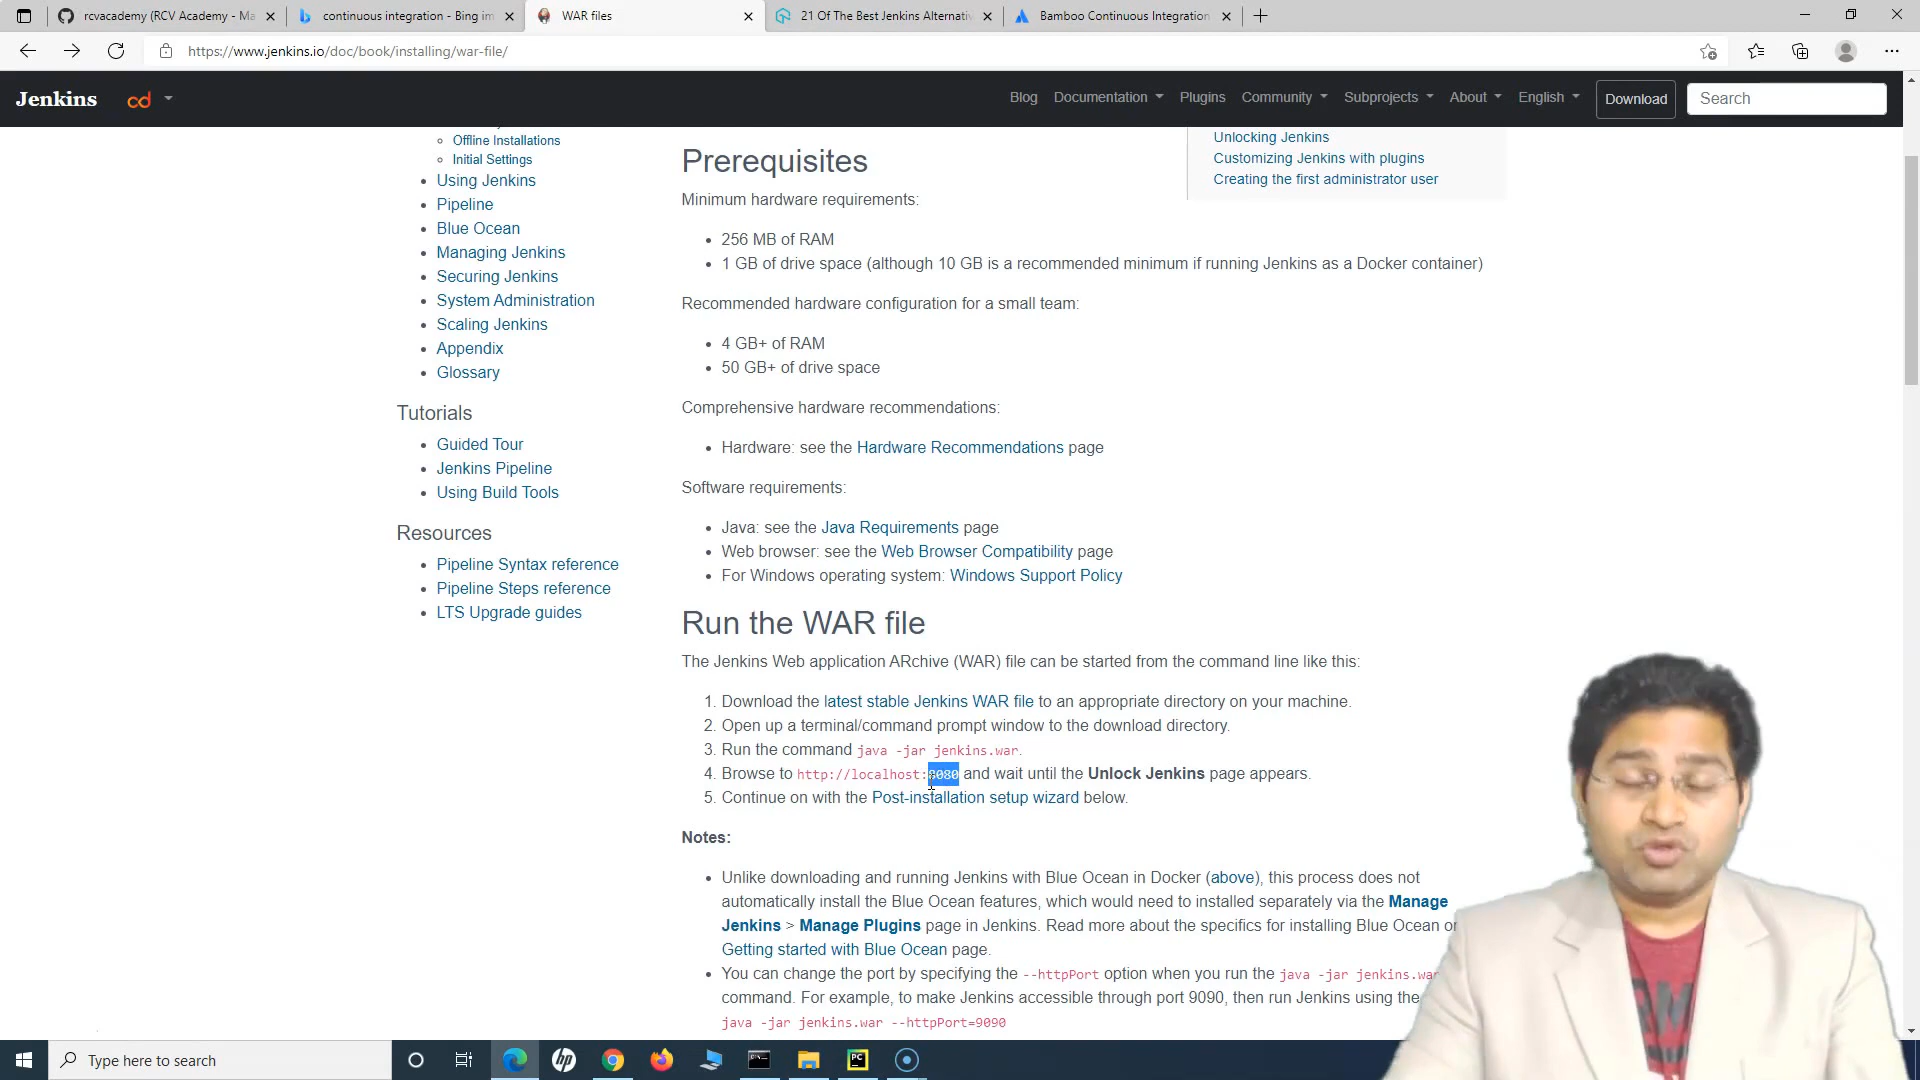 rcvacademy (RCV Academy - Ma
continuous integration - Bing im
WAR files
21 Of The Best Jenkins Alternativ
Bamboo Continuous Integration
https://www.jenkins.io/doc/book/installing/war-file/
Jenkins
cd
Blog
Documentation
Plugins
Community
Subprojects
About
English
Download
Search
Offline Installations
Initial Settings
Using Jenkins
Pipeline
Blue Ocean
Managing Jenkins
Securing Jenkins
System Administration
Scaling Jenkins
Appendix
Glossary
Tutorials
Guided Tour
Jenkins Pipeline
Using Build Tools
Resources
Pipeline Syntax reference
Pipeline Steps reference
LTS Upgrade guides
Unlocking Jenkins
Customizing Jenkins with plugins
Creating the first administrator user
Prerequisites
Minimum hardware requirements:
256 MB of RAM
1 GB of drive space (although 10 GB is a recommended minimum if running Jenkins as a Docker container)
Recommended hardware configuration for a small team:
4 GB+ of RAM
50 GB+ of drive space
Comprehensive hardware recommendations:
Hardware: see the Hardware Recommendations page
Software requirements:
Java: see the Java Requirements page
Web browser: see the Web Browser Compatibility page
For Windows operating system: Windows Support Policy
Run the WAR file
The Jenkins Web application ARchive (WAR) file can be started from the command line like this:
1. Download the latest stable Jenkins WAR file to an appropriate directory on your machine.
2. Open up a terminal/command prompt window to the download directory.
3. Run the command java -jar jenkins.war.
4. Browse to http://localhost:8080 and wait until the Unlock Jenkins page appears.
5. Continue on with the Post-installation setup wizard below.
Notes:
Unlike downloading and running Jenkins with Blue Ocean in Docker (above), this process does not
automatically install the Blue Ocean features, which would need to installed separately via the Manage
Jenkins > Manage Plugins page in Jenkins. Read more about the specifics for installing Blue Ocean on
Getting started with Blue Ocean page.
You can change the port by specifying the --httpPort option when you run the java -jar jenkins.war
command. For example, to make Jenkins accessible through port 9090, then run Jenkins using the
java -jar jenkins.war --httpPort=9090
Type here to search
hp
PC